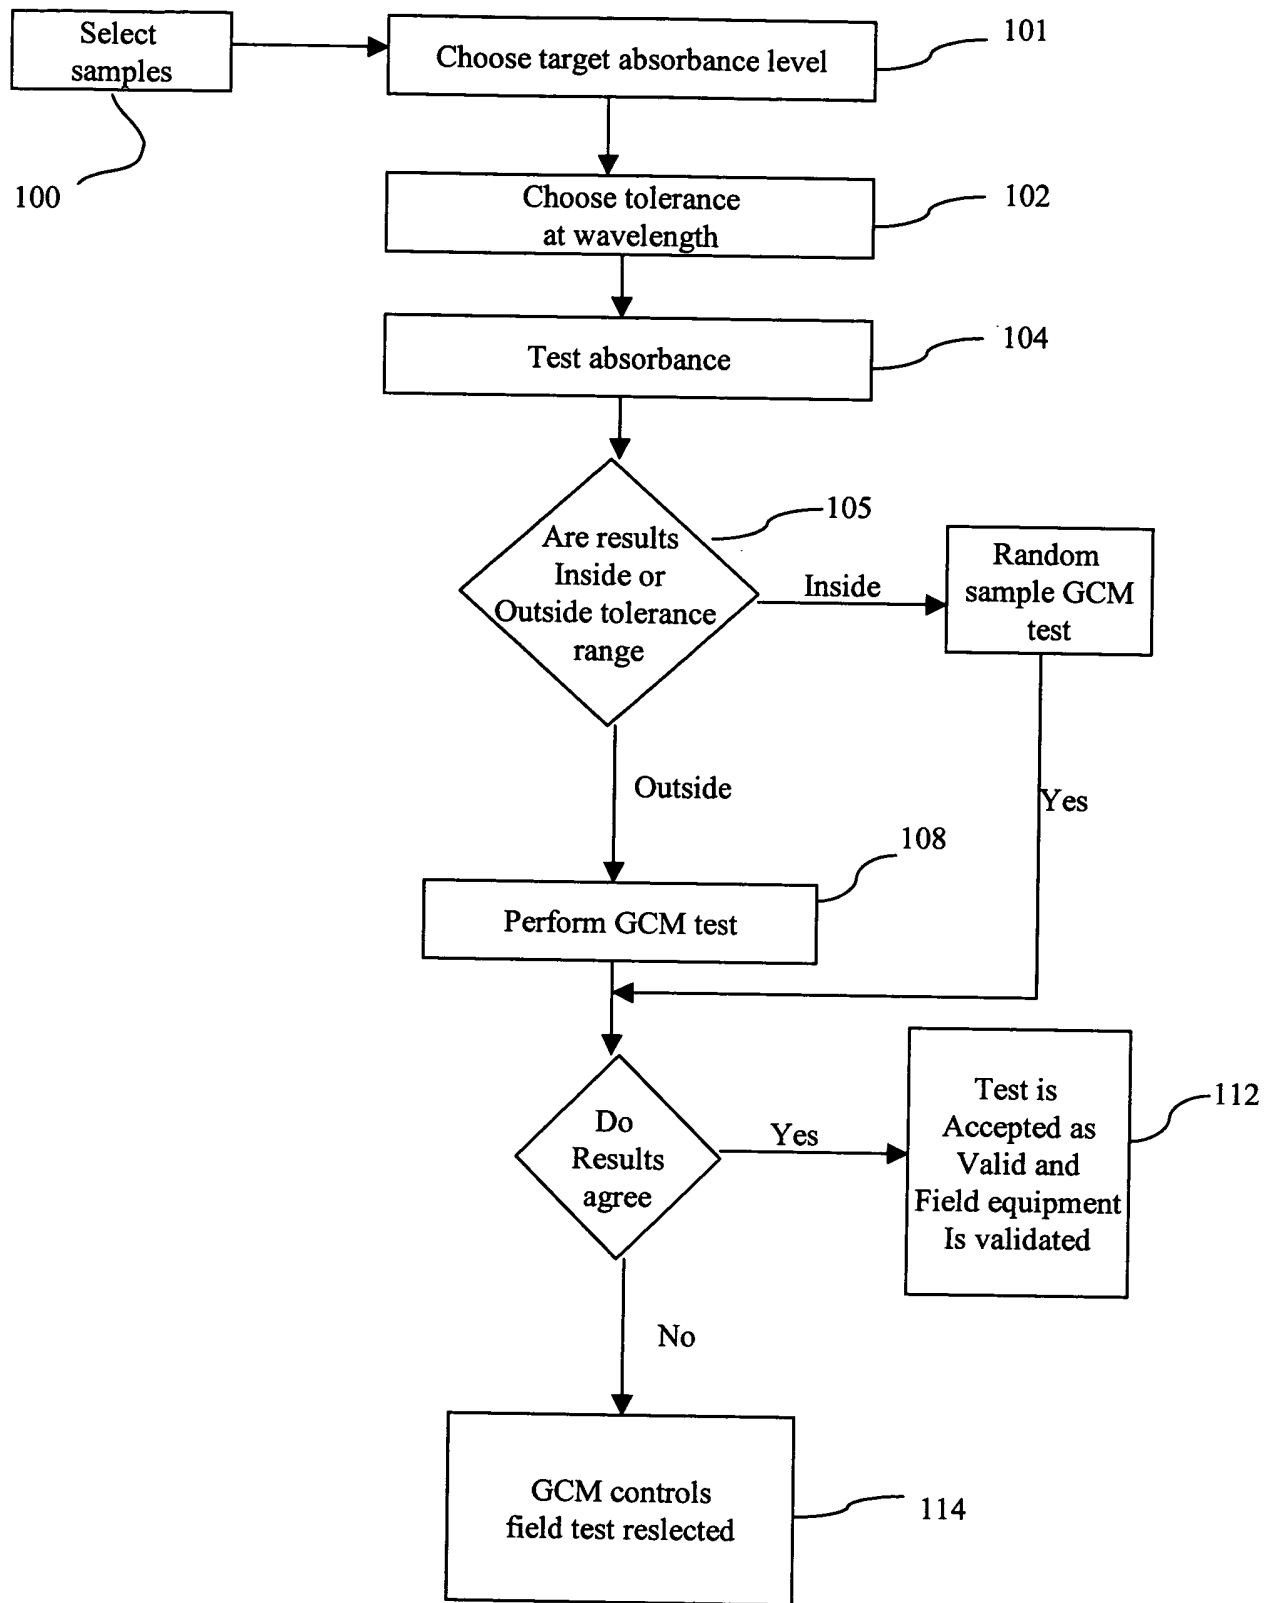 Select
samples
100
Choose target absorbance level
101
Choose tolerance
at wavelength
102
Test absorbance
104
Are results
Inside or
Outside tolerance
range
105
Inside
Random
sample GCM
test
Outside
Yes
Perform GCM test
108
Do
Results
agree
Yes
Test is
Accepted as
Valid and
Field equipment
Is validated
112
No
GCM controls
field test reslected
114